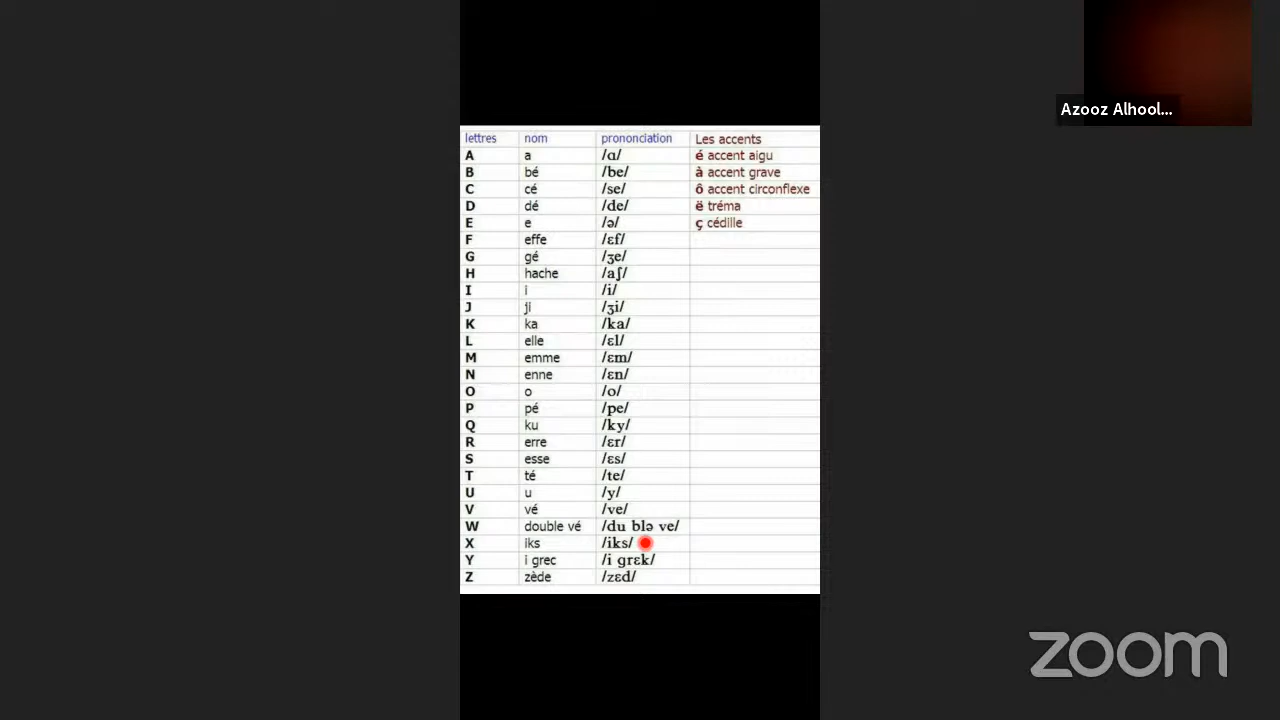 Azooz Alhool...
lettres nom prononciation Les accents
A a /ɑ/ é accent aigu
B bé /be/ à accent grave
C cé /se/ ô accent circonflexe
D dé /de/ ë tréma
E e /ə/ ç cédille
F effe /ɛf/
G gé /ʒe/
H hache /aʃ/
I i /i/
J ji /ʒi/
K ka /ka/
L elle /ɛl/
M emme /ɛm/
N enne /ɛn/
O o /o/
P pé /pe/
Q ku /ky/
R erre /ɛr/
S esse /ɛs/
T té /te/
U u /y/
V vé /ve/
W double vé /du blə ve/
X iks /iks/
Y i grec /i grɛk/
Z zède /zɛd/
zoom